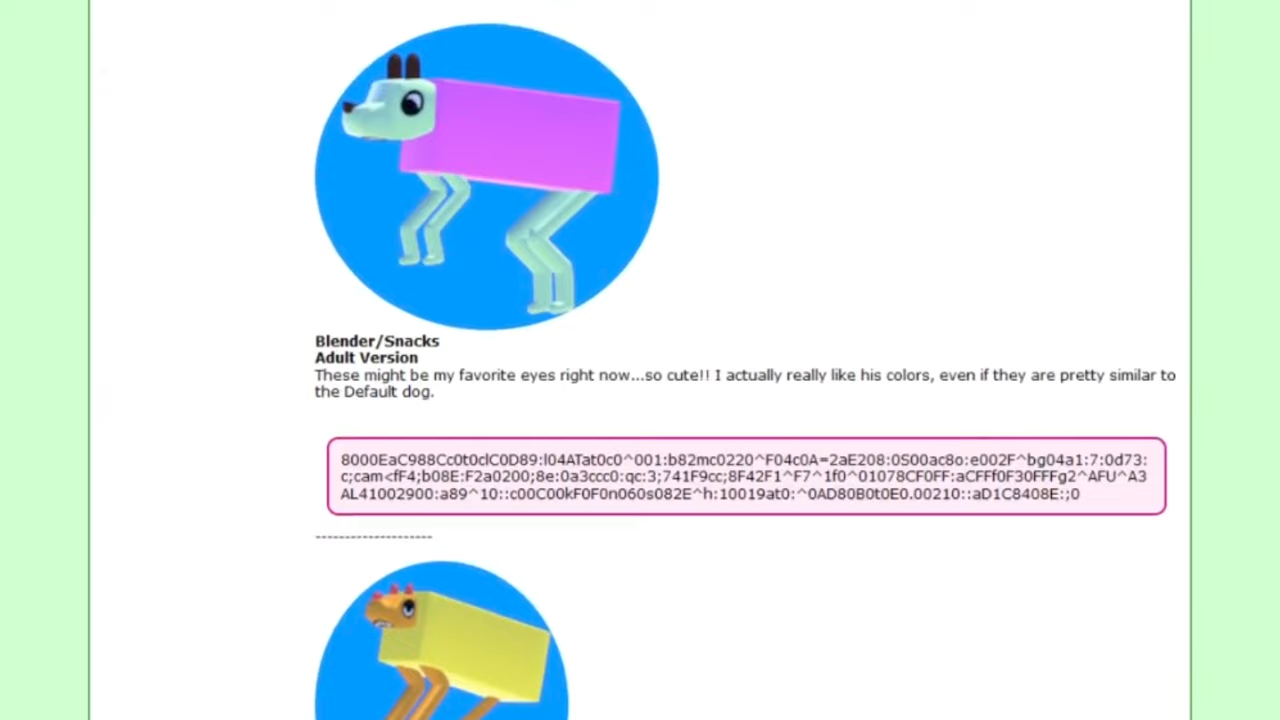 Blender/Snacks
Adult Version
These might be my favorite eyes right now...so cute!! I actually really like his colors, even if they are pretty similar to
the Default dog.
8000EaC988Cc0t0clC0D89:l04ATat0c0^001:b82mc0220^F04c0A=2aE208:0S00ac8o:e002F^bg04a1:7:0d73:
c;cam<fF4;b08E:F2a0200;8e:0a3ccc0:qc:3;741F9cc;8F42F1^F7^1f0^01078CF0FF:aCFFf0F30FFFg2^AFU^A3
AL41002900:a89^10::c00C00kF0F0n060s082E^h:10019at0:^0AD80B0t0E0.00210::aD1C8408E:;0
--------------------